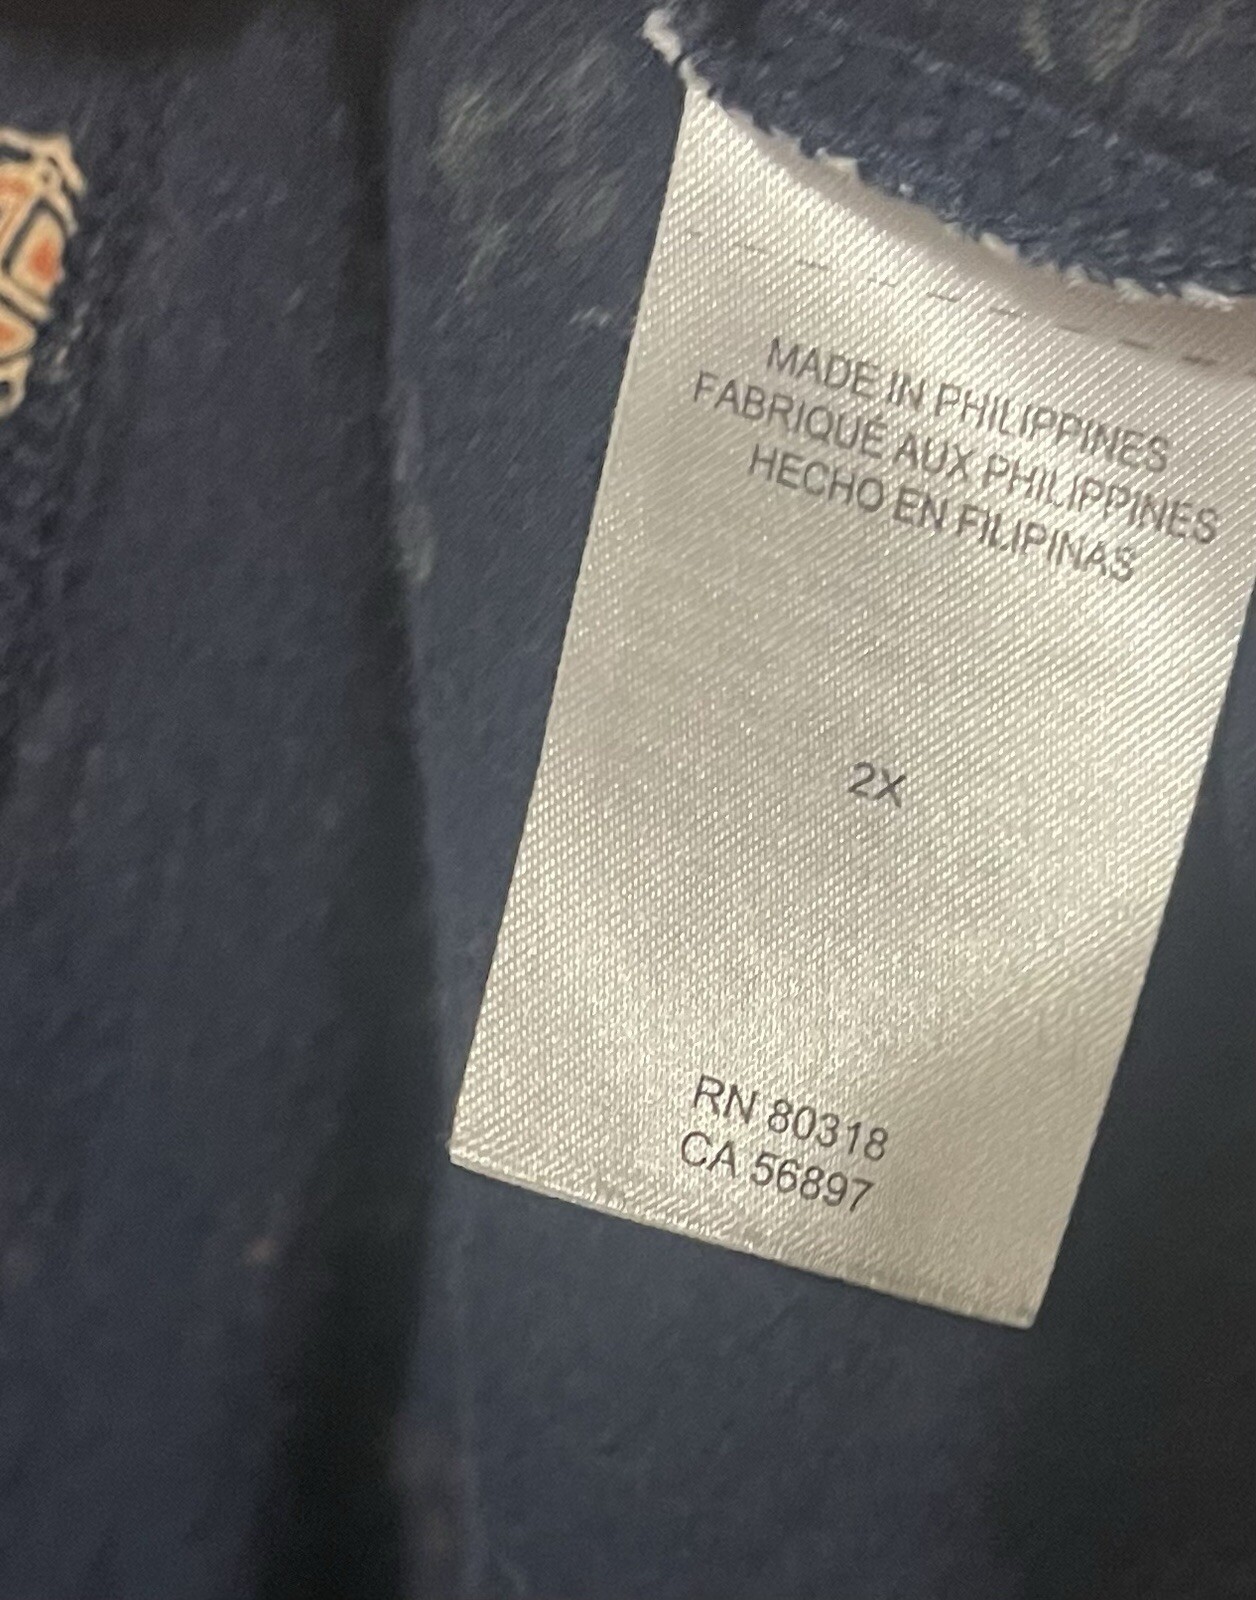 MADE IN PHILIPPINES
FABRIQUÉ AUX PHILIPPINES
HECHO EN FILIPINAS
2X
RN 80318
CA 56897